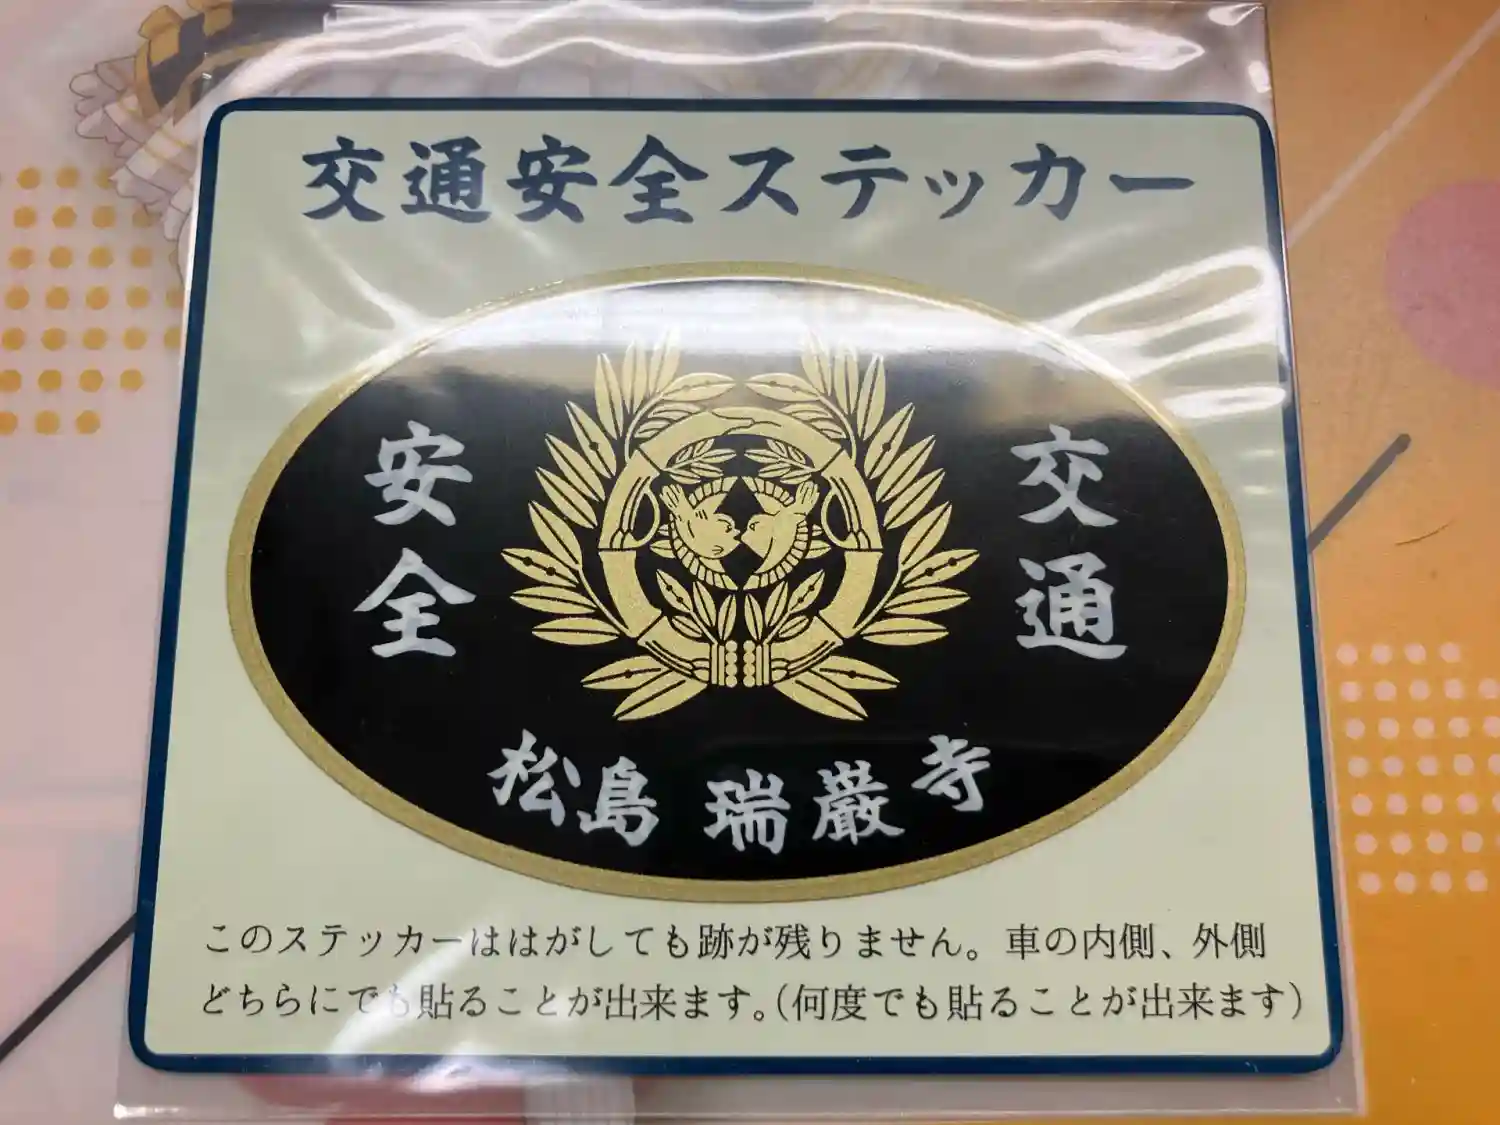 交通安全ステッカー
交通
安全
松島 瑞巌寺
このステッカーははがしても跡が残りません。車の内側、外側
どちらにでも貼ることが出来ます。(何度でも貼ることが出来ます)